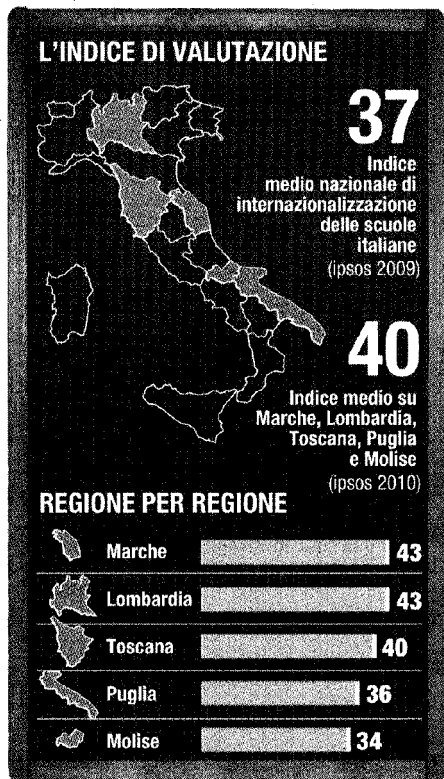 L'INDICE DI VALUTAZIONE
37
Indice
medio nazionale di
internazionalizzazione
delle scuole
italiane
(ipsos 2009)
40
Indice medio su
Marche, Lombardia,
Toscana, Puglia
e Molise
(ipsos 2010)
REGIONE PER REGIONE
Marche 43
Lombardia 43
Toscana 40
Puglia 36
Molise 34